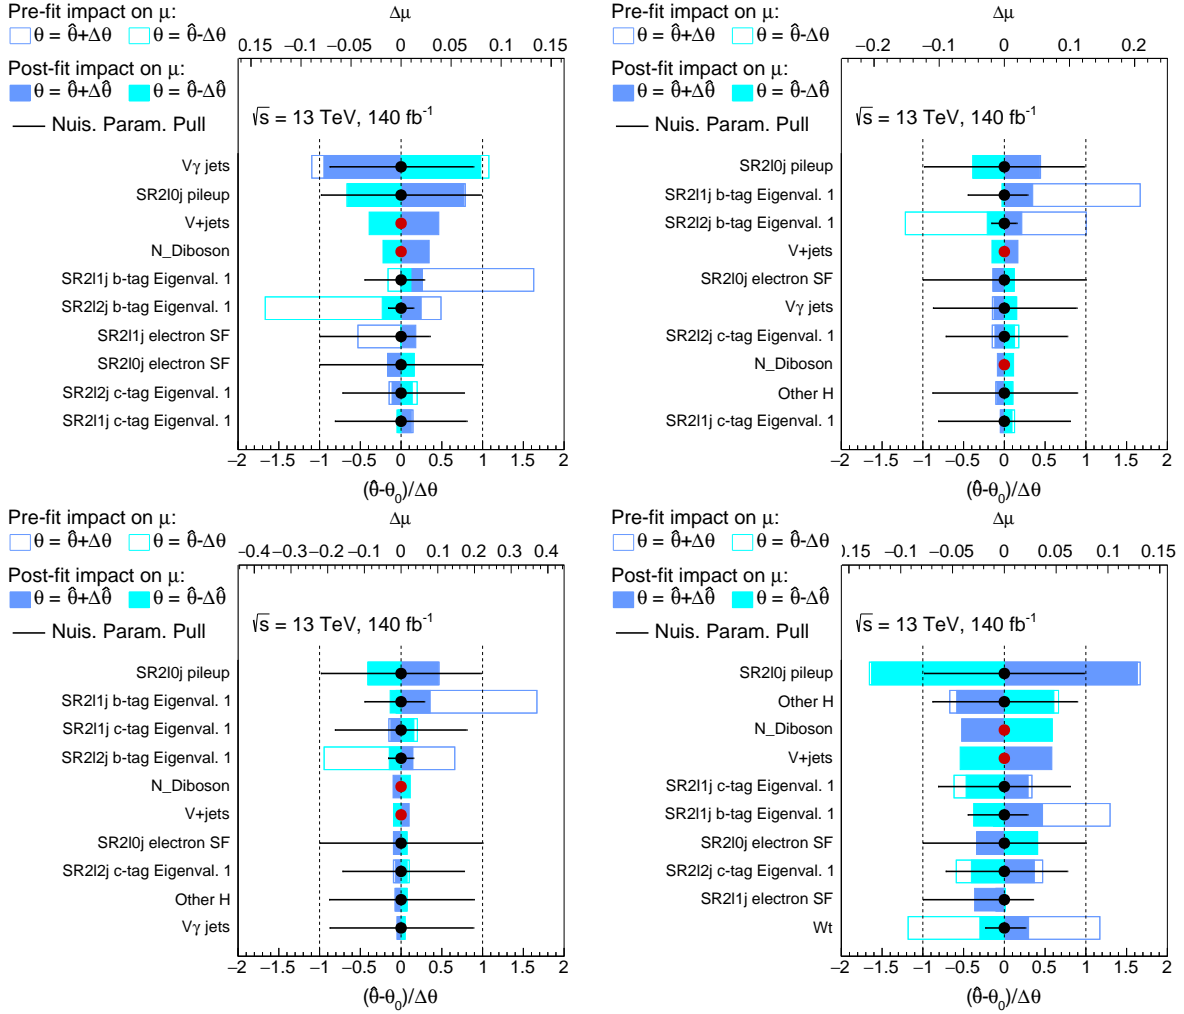 Pre-fit impact on μ:
θ = θ̂+Δθ θ = θ̂-Δθ
Post-fit impact on μ:
θ = θ̂+Δθ̂ θ = θ̂-Δθ̂
Nuis. Param. Pull
Δμ
0.15 −0.1 −0.05 0 0.05 0.1 0.15
√s = 13 TeV, 140 fb⁻¹
Vγ jets
SR2l0j pileup
V+jets
N_Diboson
SR2l1j b-tag Eigenval. 1
SR2l2j b-tag Eigenval. 1
SR2l1j electron SF
SR2l0j electron SF
SR2l2j c-tag Eigenval. 1
SR2l1j c-tag Eigenval. 1
−2 −1.5 −1 −0.5 0 0.5 1 1.5 2
(θ̂-θ₀)/Δθ
Pre-fit impact on μ:
θ = θ̂+Δθ θ = θ̂-Δθ
Post-fit impact on μ:
θ = θ̂+Δθ̂ θ = θ̂-Δθ̂
Nuis. Param. Pull
Δμ
−0.2 −0.1 0 0.1 0.2
√s = 13 TeV, 140 fb⁻¹
SR2l0j pileup
SR2l1j b-tag Eigenval. 1
SR2l2j b-tag Eigenval. 1
V+jets
SR2l0j electron SF
Vγ jets
SR2l2j c-tag Eigenval. 1
N_Diboson
Other H
SR2l1j c-tag Eigenval. 1
−2 −1.5 −1 −0.5 0 0.5 1 1.5 2
(θ̂-θ₀)/Δθ
Pre-fit impact on μ:
θ = θ̂+Δθ θ = θ̂-Δθ
Post-fit impact on μ:
θ = θ̂+Δθ̂ θ = θ̂-Δθ̂
Nuis. Param. Pull
Δμ
−0.4 −0.3 −0.2 −0.1 0 0.1 0.2 0.3 0.4
√s = 13 TeV, 140 fb⁻¹
SR2l0j pileup
SR2l1j b-tag Eigenval. 1
SR2l1j c-tag Eigenval. 1
SR2l2j b-tag Eigenval. 1
N_Diboson
V+jets
SR2l0j electron SF
SR2l2j c-tag Eigenval. 1
Other H
Vγ jets
−2 −1.5 −1 −0.5 0 0.5 1 1.5 2
(θ̂-θ₀)/Δθ
Pre-fit impact on μ:
θ = θ̂+Δθ θ = θ̂-Δθ
Post-fit impact on μ:
θ = θ̂+Δθ̂ θ = θ̂-Δθ̂
Nuis. Param. Pull
Δμ
0.15 −0.1 −0.05 0 0.05 0.1 0.15
√s = 13 TeV, 140 fb⁻¹
SR2l0j pileup
Other H
N_Diboson
V+jets
SR2l1j c-tag Eigenval. 1
SR2l1j b-tag Eigenval. 1
SR2l0j electron SF
SR2l2j c-tag Eigenval. 1
SR2l1j electron SF
Wt
−2 −1.5 −1 −0.5 0 0.5 1 1.5 2
(θ̂-θ₀)/Δθ